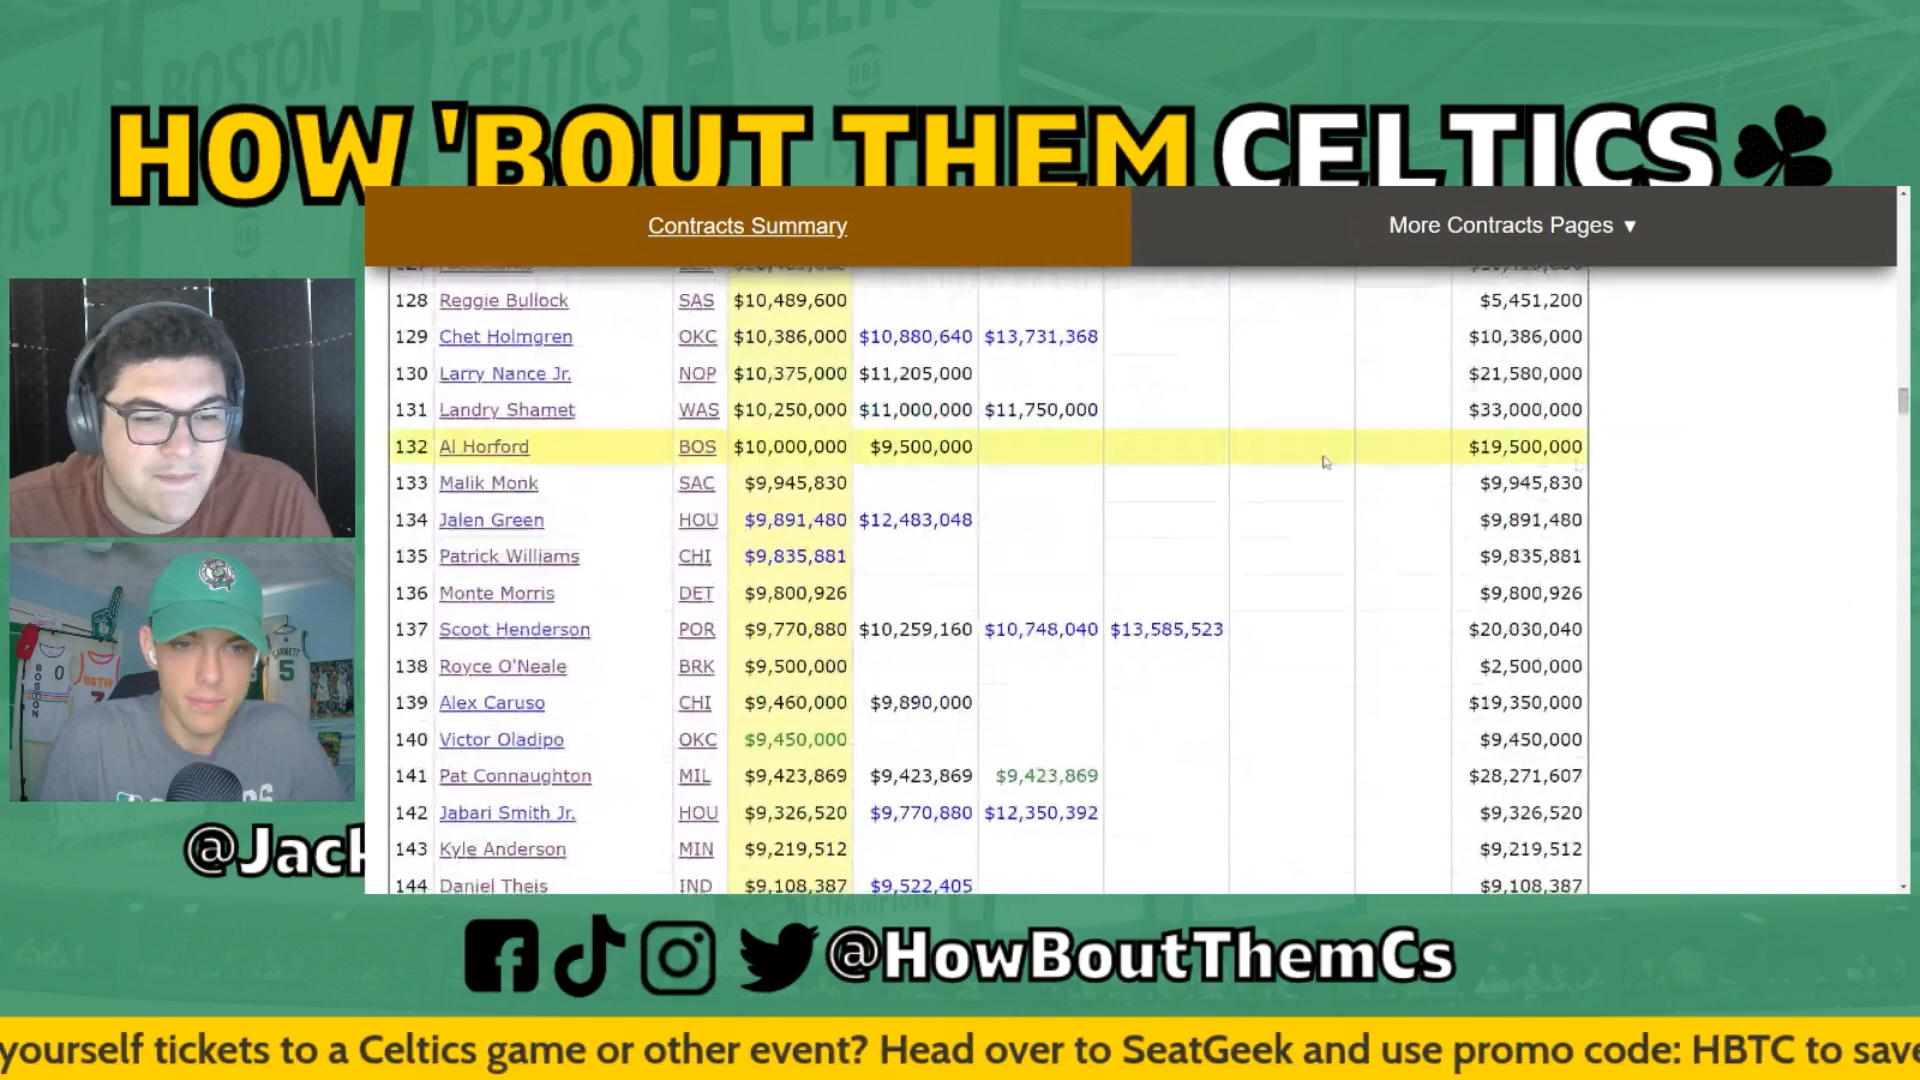 BOSTON
CELTICS
BOSTON
CELTICS
NBA
HOW 'BOUT THEM CELTICS
Contracts Summary
More Contracts Pages ▼
128 Reggie Bullock SAS $10,489,600 $5,451,200
129 Chet Holmgren OKC $10,386,000 $10,880,640 $13,731,368 $10,386,000
130 Larry Nance Jr. NOP $10,375,000 $11,205,000 $21,580,000
131 Landry Shamet WAS $10,250,000 $11,000,000 $11,750,000 $33,000,000
132 Al Horford BOS $10,000,000 $9,500,000 $19,500,000
133 Malik Monk SAC $9,945,830 $9,945,830
134 Jalen Green HOU $9,891,480 $12,483,048 $9,891,480
135 Patrick Williams CHI $9,835,881 $9,835,881
136 Monte Morris DET $9,800,926 $9,800,926
137 Scoot Henderson POR $9,770,880 $10,259,160 $10,748,040 $13,585,523 $20,030,040
138 Royce O'Neale BRK $9,500,000 $2,500,000
139 Alex Caruso CHI $9,460,000 $9,890,000 $19,350,000
140 Victor Oladipo OKC $9,450,000 $9,450,000
141 Pat Connaughton MIL $9,423,869 $9,423,869 $9,423,869 $28,271,607
142 Jabari Smith Jr. HOU $9,326,520 $9,770,880 $12,350,392 $9,326,520
143 Kyle Anderson MIN $9,219,512 $9,219,512
144 Daniel Theis IND $9,108,387 $9,522,405 $9,108,387
BOSTON
0
GARNETT
5
@Jack
@HowBoutThemCs
yourself tickets to a Celtics game or other event? Head over to SeatGeek and use promo code: HBTC to save